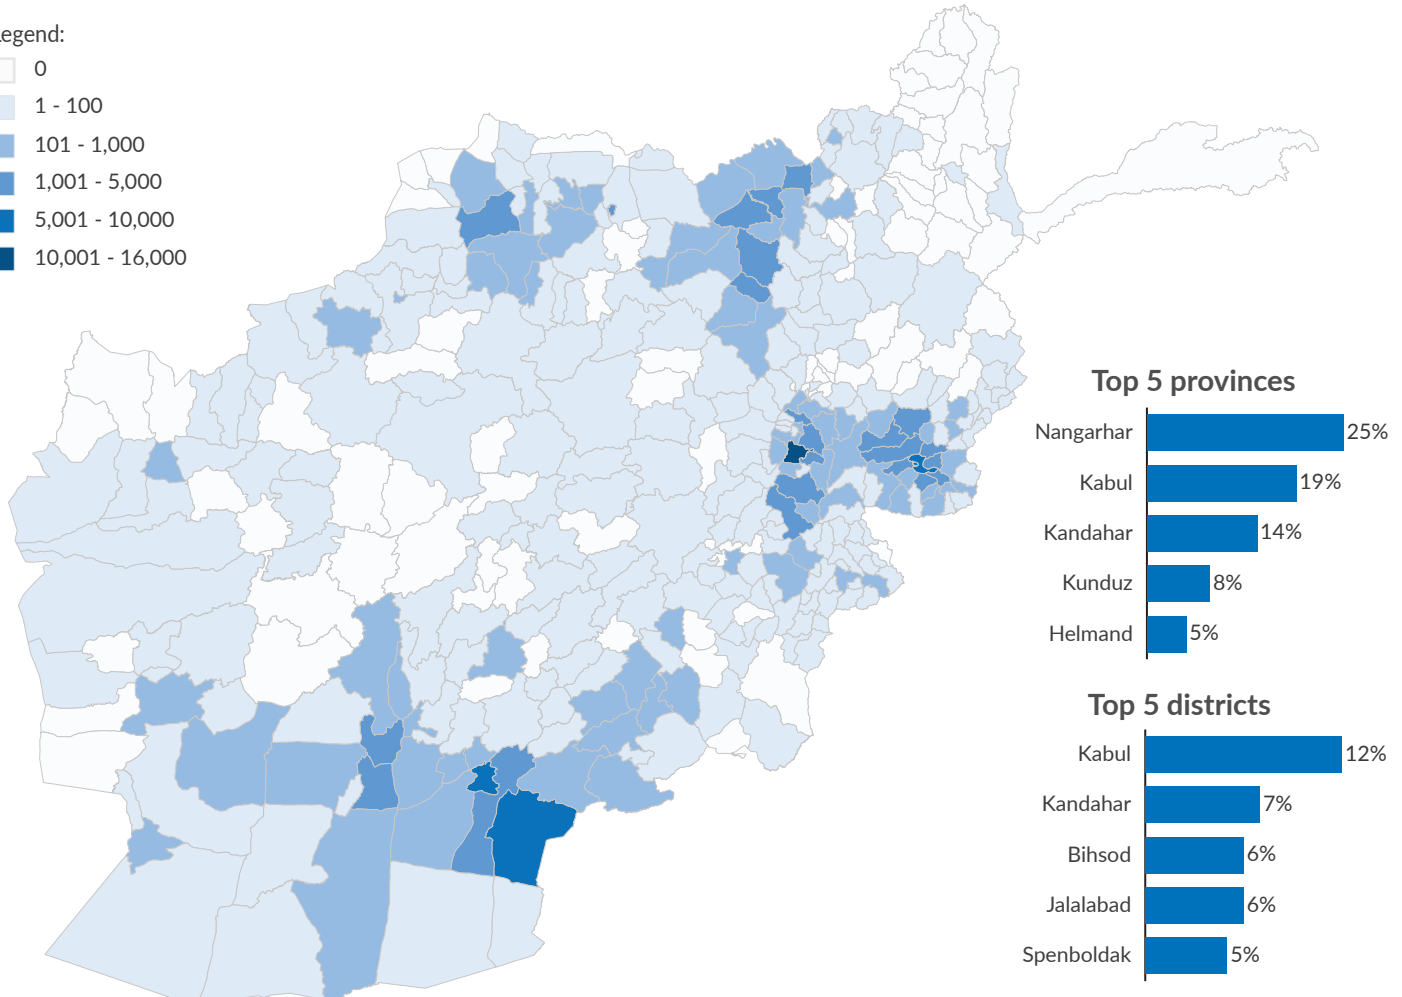 Legend:
0
1 - 100
101 - 1,000
1,001 - 5,000
5,001 - 10,000
10,001 - 16,000
Top 5 provinces
Nangarhar 25%
Kabul 19%
Kandahar 14%
Kunduz 8%
Helmand 5%
Top 5 districts
Kabul 12%
Kandahar 7%
Bihsod 6%
Jalalabad 6%
Spenboldak 5%